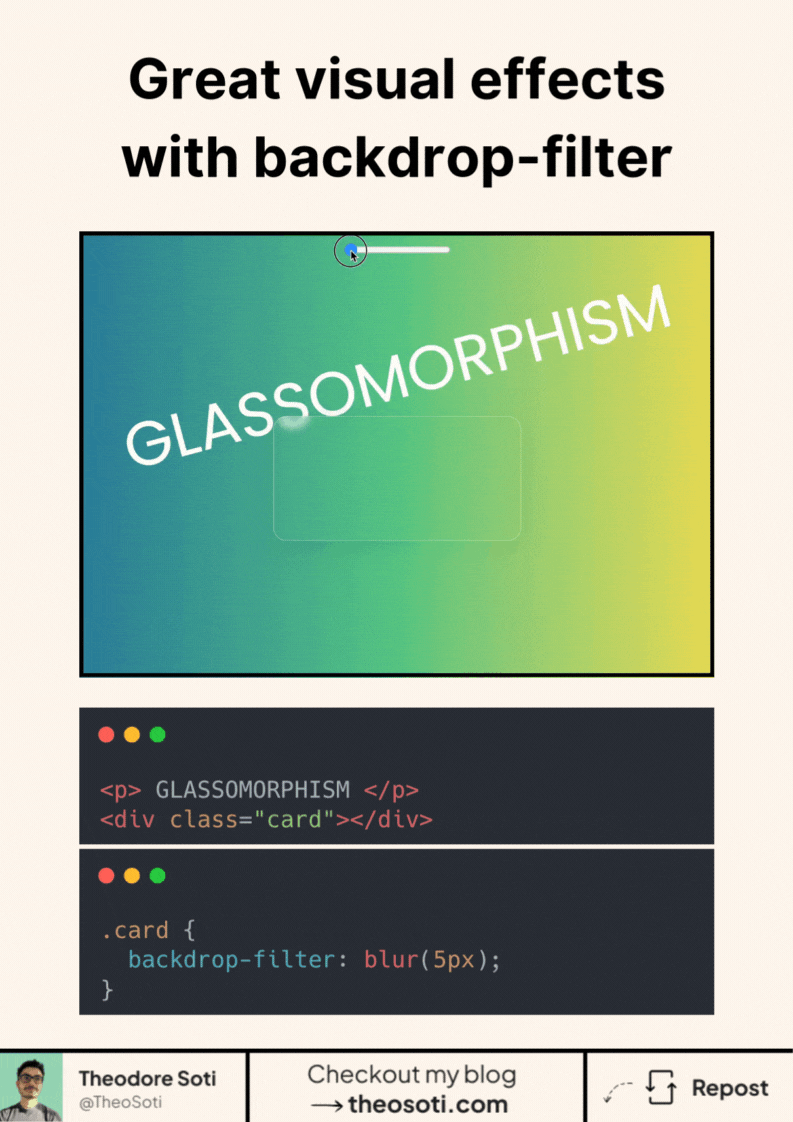 Great visual effects
with backdrop-filter
GLASSOMORPHISM
<p> GLASSOMORPHISM </p>
<div class="card"></div>
.card {
  backdrop-filter: blur(5px);
}
Theodore Soti
@TheoSoti
Checkout my blog
→ theosoti.com
Repost